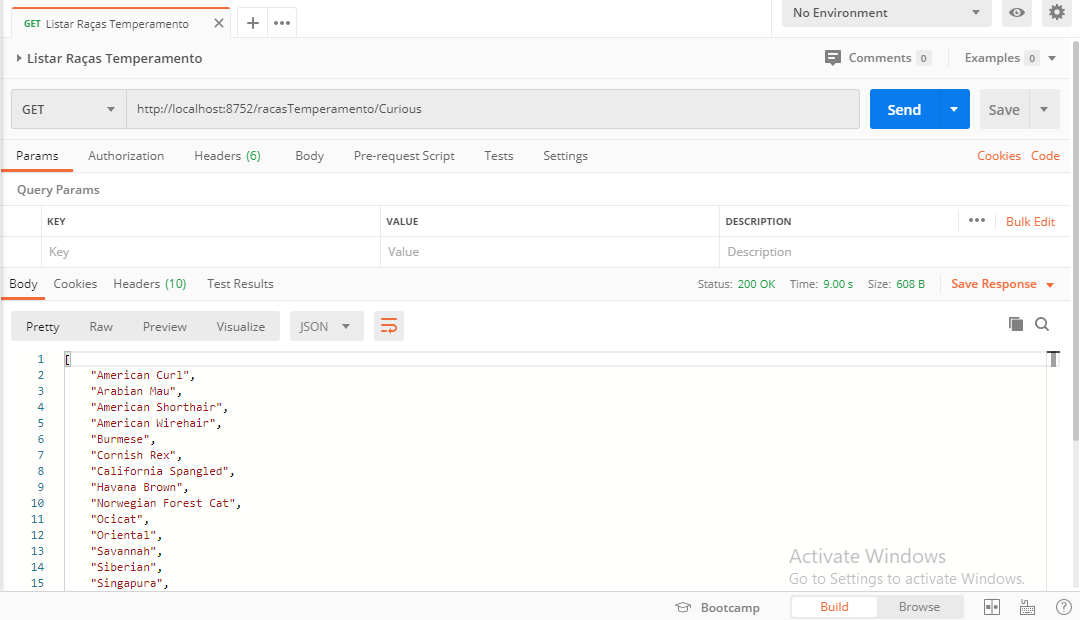 GET Listar Raças Temperamento
No Environment
Listar Raças Temperamento
Comments 0
Examples 0
GET
http://localhost:8752/racasTemperamento/Curious
Send
Save
Params Authorization Headers (6) Body Pre-request Script Tests Settings Cookies Code
Query Params
KEY VALUE DESCRIPTION Bulk Edit
Key Value Description
Body Cookies Headers (10) Test Results Status: 200 OK Time: 9.00 s Size: 608 B Save Response
Pretty Raw Preview Visualize JSON
1 [
2 "American Curl",
3 "Arabian Mau",
4 "American Shorthair",
5 "American Wirehair",
6 "Burmese",
7 "Cornish Rex",
8 "California Spangled",
9 "Havana Brown",
10 "Norwegian Forest Cat",
11 "Ocicat",
12 "Oriental",
13 "Savannah",
14 "Siberian",
15 "Singapura",
Activate Windows
Go to Settings to activate Windows.
Bootcamp Build Browse